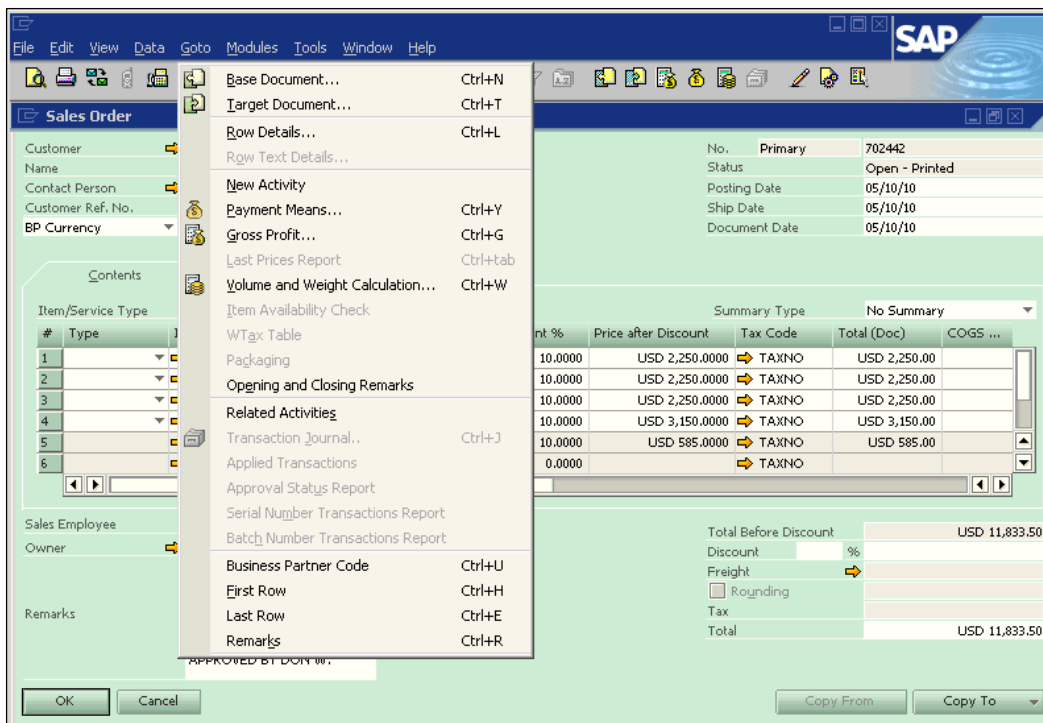 SAP
File Edit View Data Goto Modules Tools Window Help
Base Document... Ctrl+N
Target Document... Ctrl+T
Row Details... Ctrl+L
Row Text Details...
New Activity
Payment Means... Ctrl+Y
Gross Profit... Ctrl+G
Last Prices Report Ctrl+tab
Volume and Weight Calculation... Ctrl+W
Item Availability Check
WTax Table
Packaging
Opening and Closing Remarks
Related Activities
Transaction Journal.. Ctrl+J
Applied Transactions
Approval Status Report
Serial Number Transactions Report
Batch Number Transactions Report
Business Partner Code Ctrl+U
First Row Ctrl+H
Last Row Ctrl+E
Remarks Ctrl+R
Sales Order
Customer
Name
Contact Person
Customer Ref. No.
BP Currency
No. Primary 702442
Status Open - Printed
Posting Date 05/10/10
Ship Date 05/10/10
Document Date 05/10/10
Contents
Item/Service Type
Summary Type No Summary
# Type % Price after Discount Tax Code Total (Doc) COGS ...
1 10.0000 USD 2,250.0000 TAXNO USD 2,250.00
2 10.0000 USD 2,250.0000 TAXNO USD 2,250.00
3 10.0000 USD 2,250.0000 TAXNO USD 2,250.00
4 10.0000 USD 3,150.0000 TAXNO USD 3,150.00
5 10.0000 USD 585.0000 TAXNO USD 585.00
6 0.0000 TAXNO
Sales Employee
Owner
Remarks
APPROVED BY DON W.
Total Before Discount USD 11,833.50
Discount %
Freight
Rounding
Tax
Total USD 11,833.50
OK Cancel Copy From Copy To